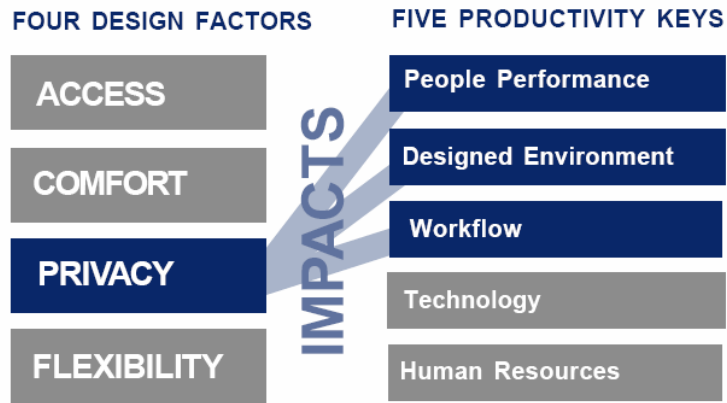 FOUR DESIGN FACTORS
ACCESS
COMFORT
PRIVACY
FLEXIBILITY
IMPACTS
FIVE PRODUCTIVITY KEYS
People Performance
Designed Environment
Workflow
Technology
Human Resources